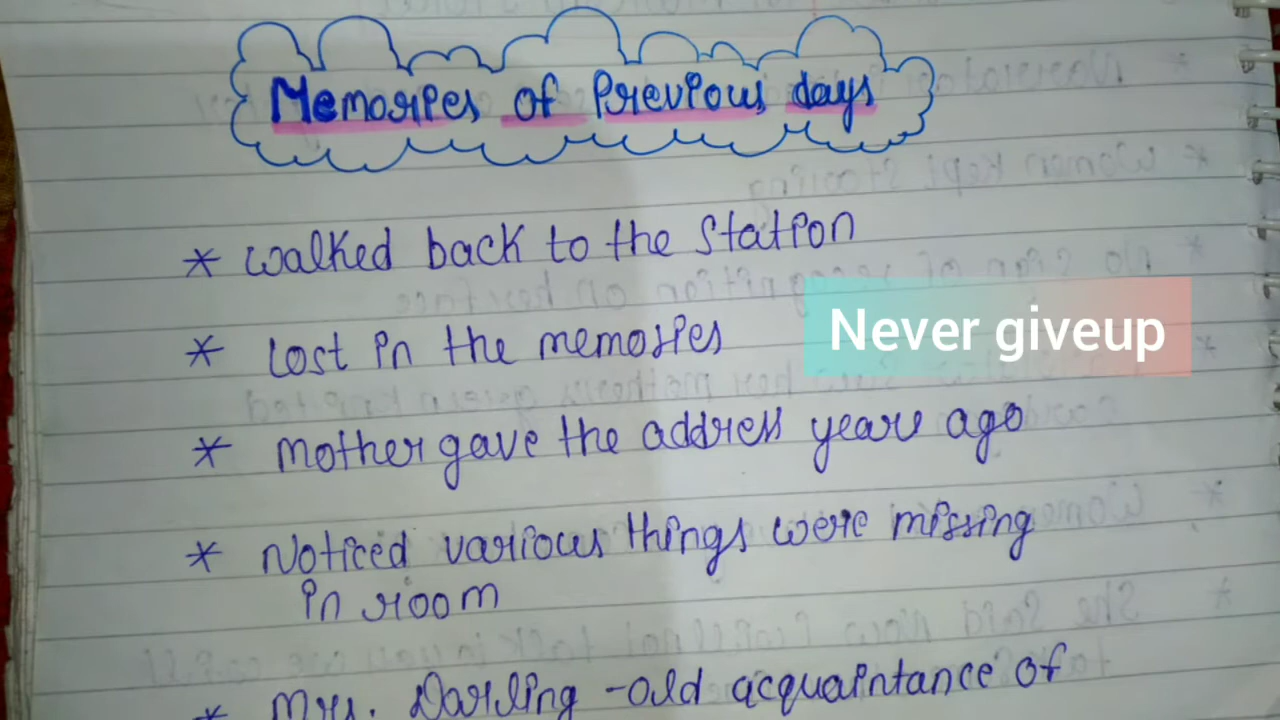 Memories of Previous days
* walked back to the station
* Lost in the memories
Never giveup
* Mother gave the address years ago
* Noticed various things were missing
in room
* Mrs. Darling - old acquaintance of